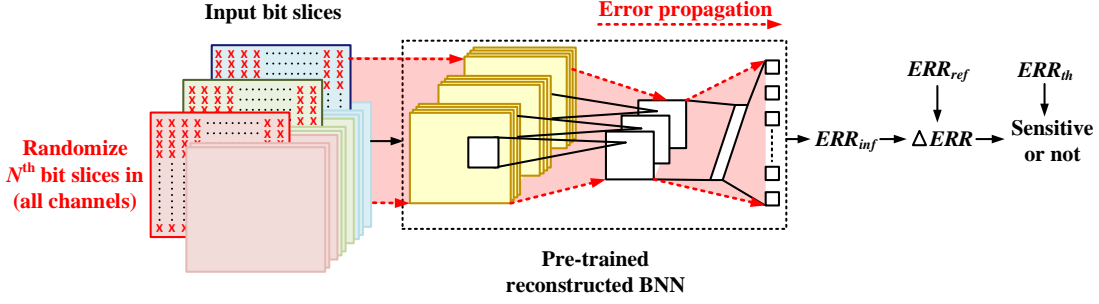 Input bit slices
Error propagation
X X X X ........ X X
X X X X ........ X X
X X X X ........ X X
Randomize
Nth bit slices in
(all channels)
ERRref
ERRth
ERRinf
ΔERR
Sensitive
or not
Pre-trained
reconstructed BNN